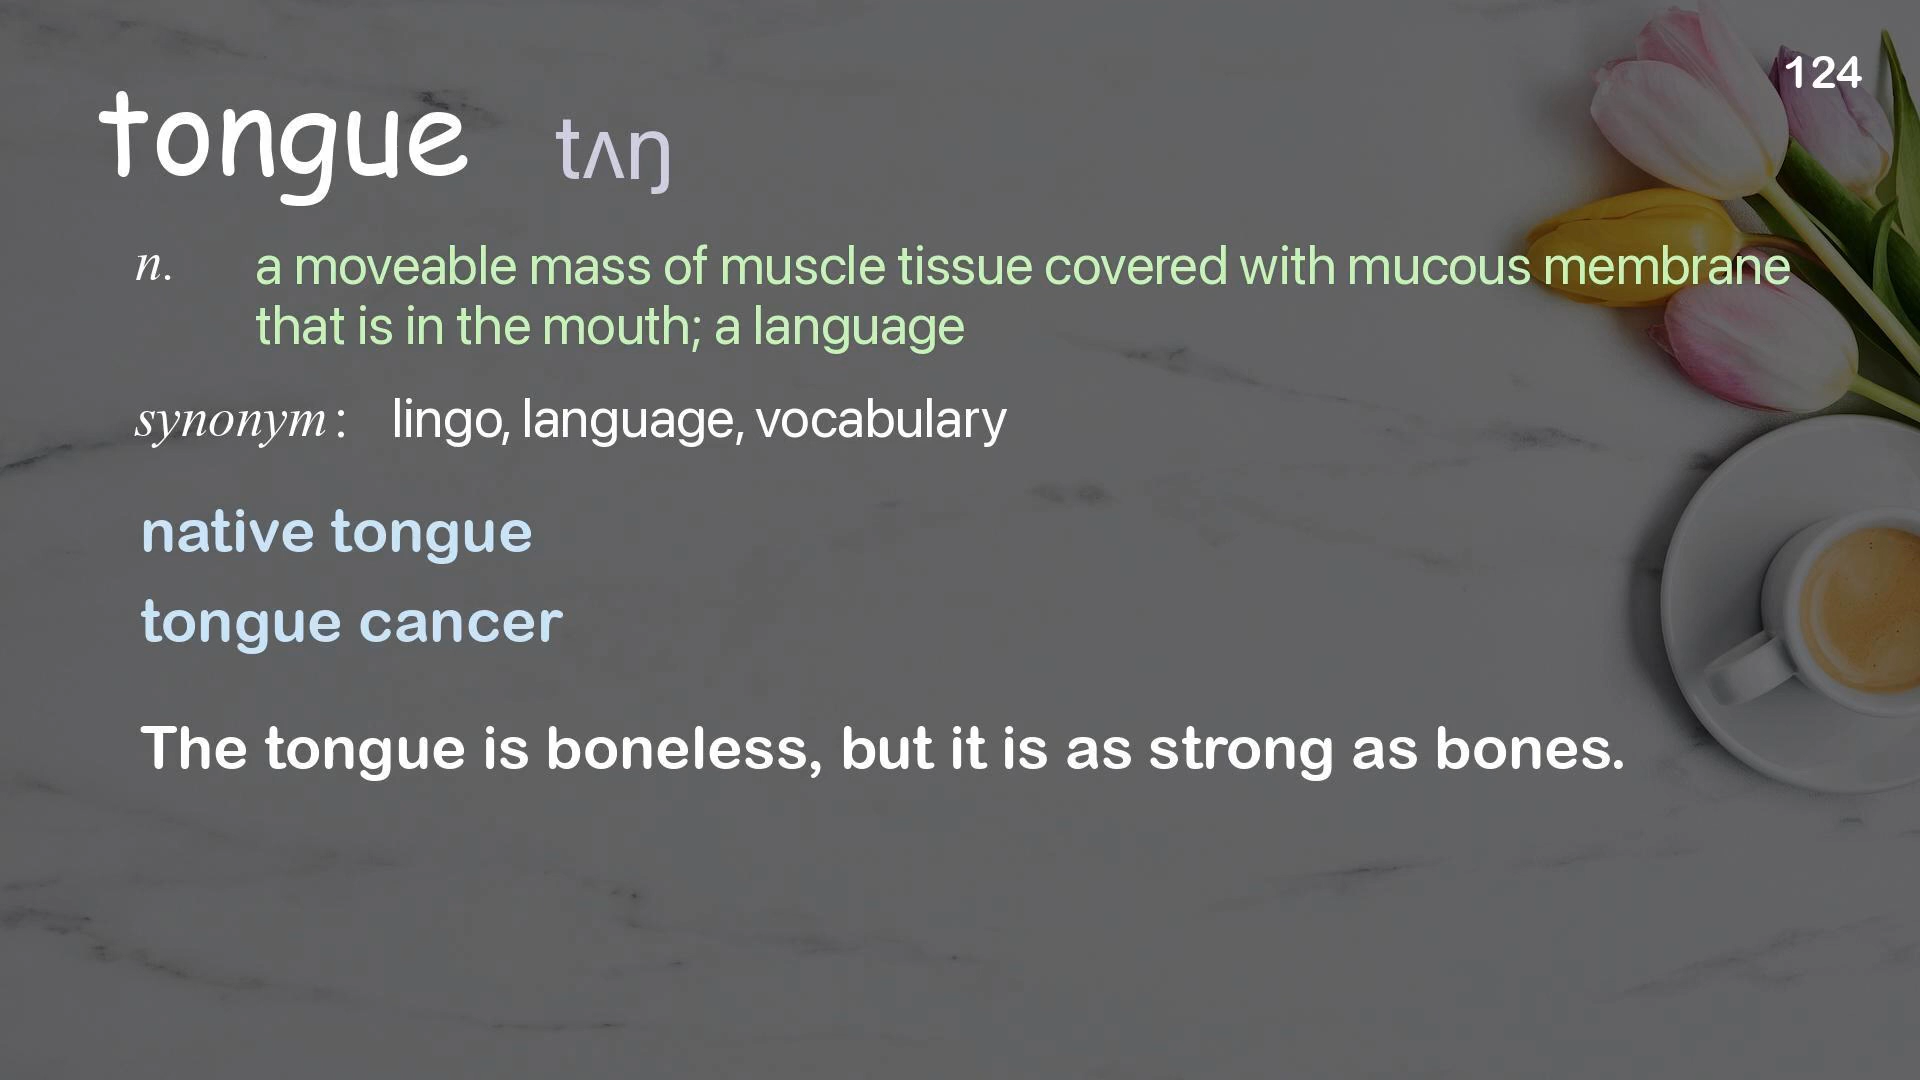 124
tongue tʌŋ
n. a moveable mass of muscle tissue covered with mucous membrane
that is in the mouth; a language
synonym: lingo, language, vocabulary
native tongue
tongue cancer
The tongue is boneless, but it is as strong as bones.